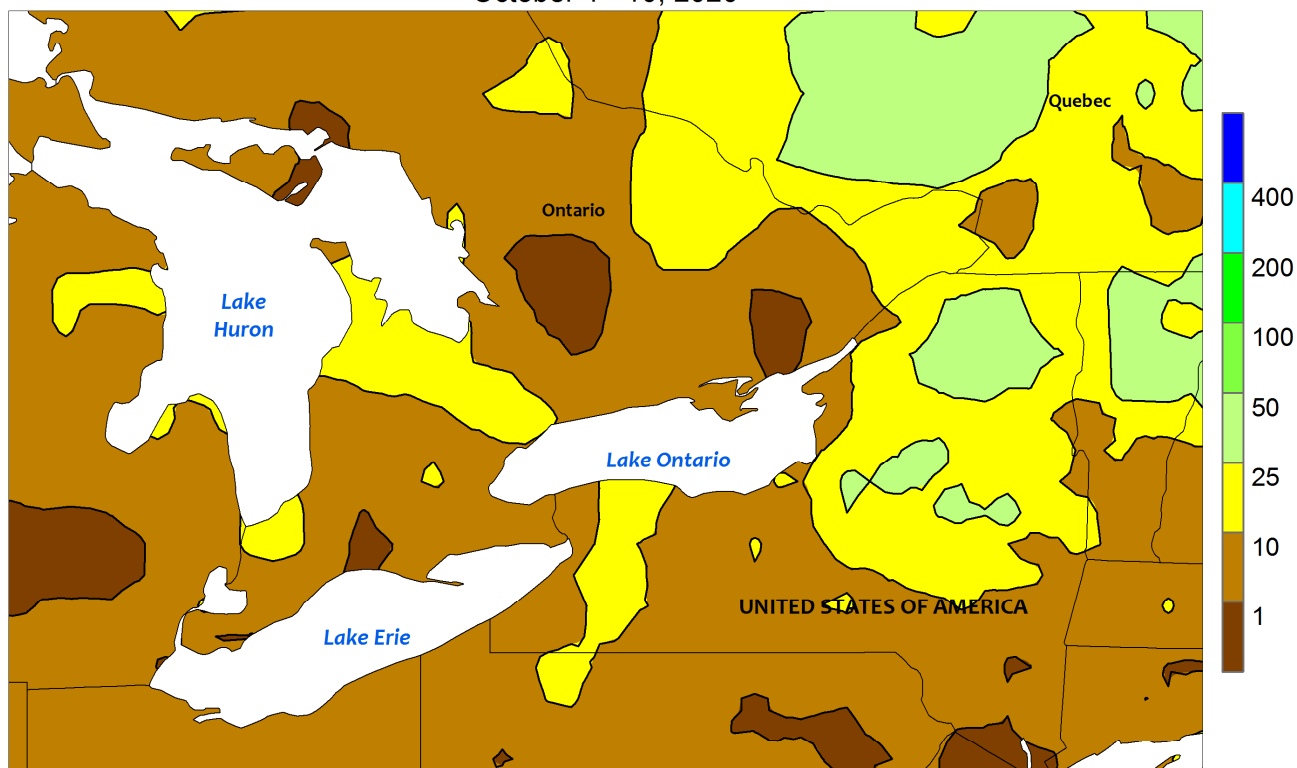 Quebec
Ontario
Lake
Huron
Lake Ontario
UNITED STATES OF AMERICA
Lake Erie
400
200
100
50
25
10
1